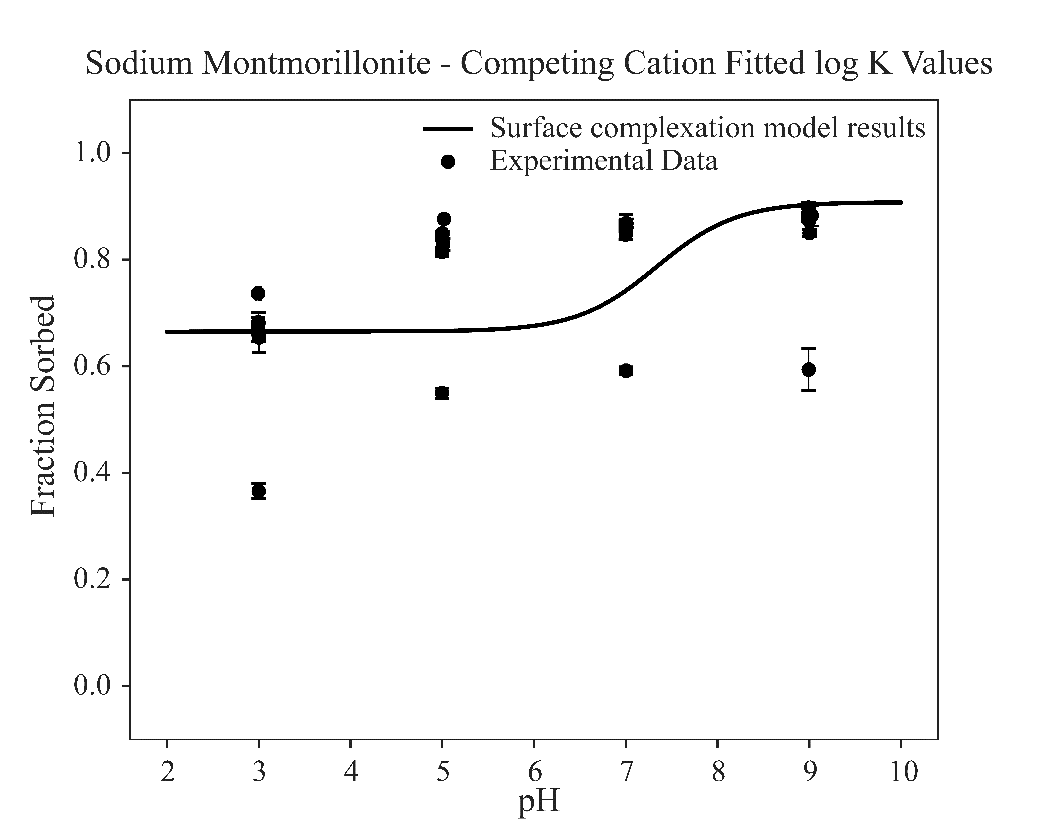 Sodium Montmorillonite - Competing Cation Fitted log K Values
Surface complexation model results
Experimental Data
1.0
0.8
0.6
0.4
0.2
0.0
Fraction Sorbed
2 3 4 5 6 7 8 9 10
pH